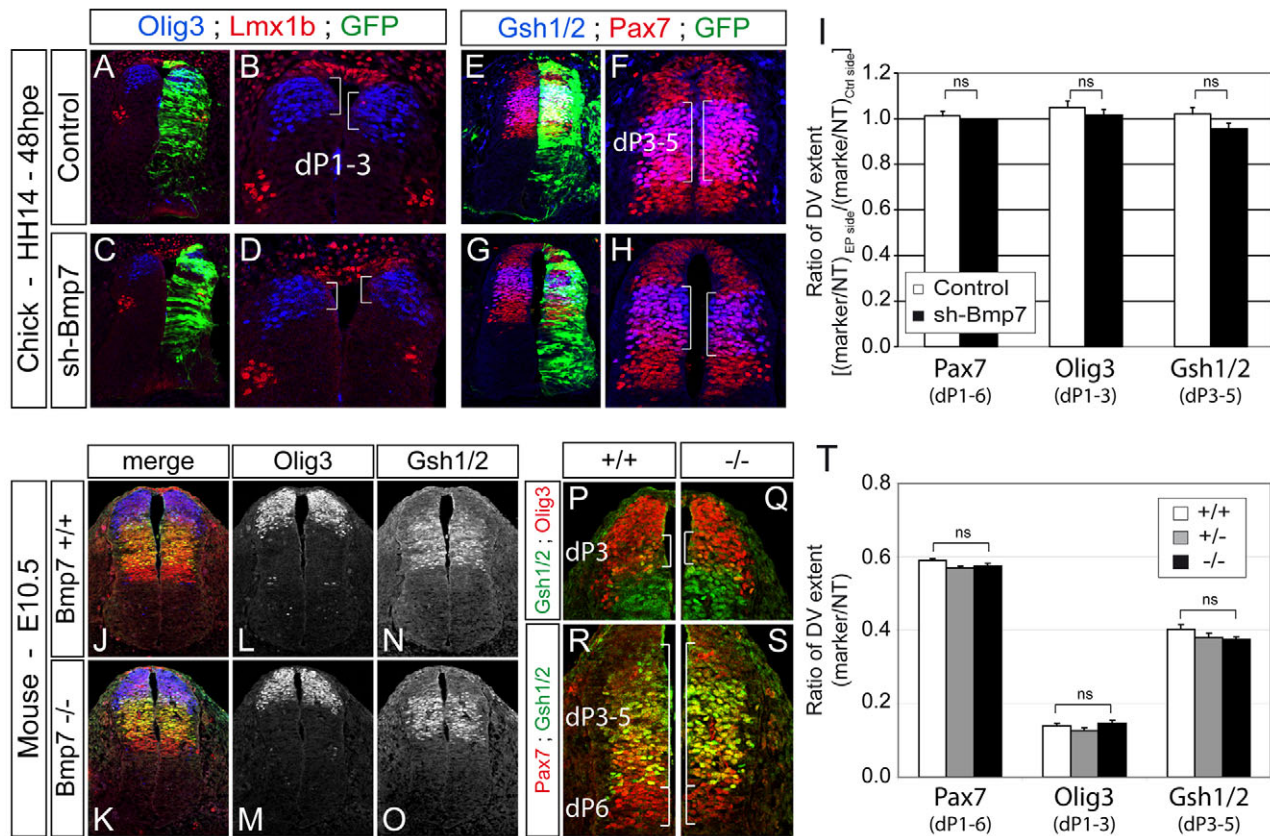 Olig3 ; Lmx1b ; GFP
Gsh1/2 ; Pax7 ; GFP
Chick - HH14 - 48hpe
Control
sh-Bmp7
A
B
dP1-3
C
D
E
F
dP3-5
G
H
I
Ratio of DV extent
[(marker/NT) EP side/(marke/NT) Ctrl side]
1.2
1.0
0.8
0.6
0.4
0.2
0.0
ns
ns
ns
Control
sh-Bmp7
Pax7
(dP1-6)
Olig3
(dP1-3)
Gsh1/2
(dP3-5)
merge
Olig3
Gsh1/2
Mouse - E10.5
Bmp7 +/+
Bmp7 -/-
J
L
N
K
M
O
+/+
-/-
Gsh1/2 ; Olig3
Pax7 ; Gsh1/2
P
Q
dP3
R
S
dP3-5
dP6
T
Ratio of DV extent
(marker/NT)
0.8
0.6
0.4
0.2
0.0
ns
ns
ns
+/+
+/-
-/-
Pax7
(dP1-6)
Olig3
(dP1-3)
Gsh1/2
(dP3-5)